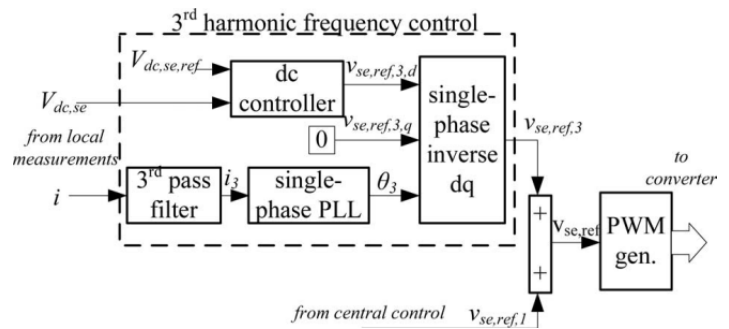 3rd harmonic frequency control
Vdc,se,ref
dc
controller
vse,ref,3,d
Vdc,se
single-
phase
inverse
dq
vse,ref,3,q
0
vse,ref,3
from local
measurements
i
3rd pass
filter
i3
single-
phase PLL
θ3
+
+
vse,ref
PWM
gen.
to
converter
from central control
vse,ref,1